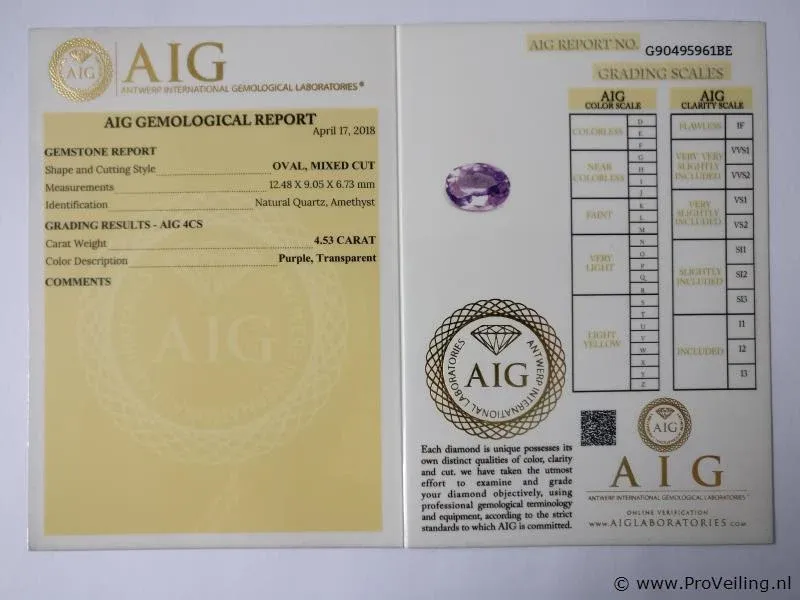 AIG
AIG
ANTWERP INTERNATIONAL GEMOLOGICAL LABORATORIES®
AIG GEMOLOGICAL REPORT
April 17, 2018
GEMSTONE REPORT
Shape and Cutting Style OVAL, MIXED CUT
Measurements 12.48 X 9.05 X 6.73 mm
Identification Natural Quartz, Amethyst
GRADING RESULTS - AIG 4CS
Carat Weight 4.53 CARAT
Color Description Purple, Transparent
COMMENTS
AIG
AIG REPORT NO. G90495961BE
GRADING SCALES
AIG
COLOR SCALE
COLORLESS
D
E
F
NEAR
COLORLESS
G
H
I
J
FAINT
K
L
M
VERY
LIGHT
N
O
P
Q
R
LIGHT
YELLOW
S
T
U
V
W
X
Y
Z
AIG
CLARITY SCALE
FLAWLESS
IF
VERY VERY
SLIGHTLY
INCLUDED
VVS1
VVS2
VERY
SLIGHTLY
INCLUDED
VS1
VS2
SLIGHTLY
INCLUDED
SI1
SI2
SI3
INCLUDED
I1
I2
I3
ANTWERP INTERNATIONAL LABORATORIES
AIG
Each diamond is unique possesses its
own distinct qualities of color, clarity
and cut. we have taken the utmost
effort to examine and grade
your diamond objectively, using
professional gemological terminology
and equipment, according to the strict
standards to which AIG is committed.
AIG
AIG
ANTWERP INTERNATIONAL GEMOLOGICAL LABORATORIES
ONLINE VERIFICATION
WWW.AIGLABORATORIES.COM
© www.ProVeiling.nl